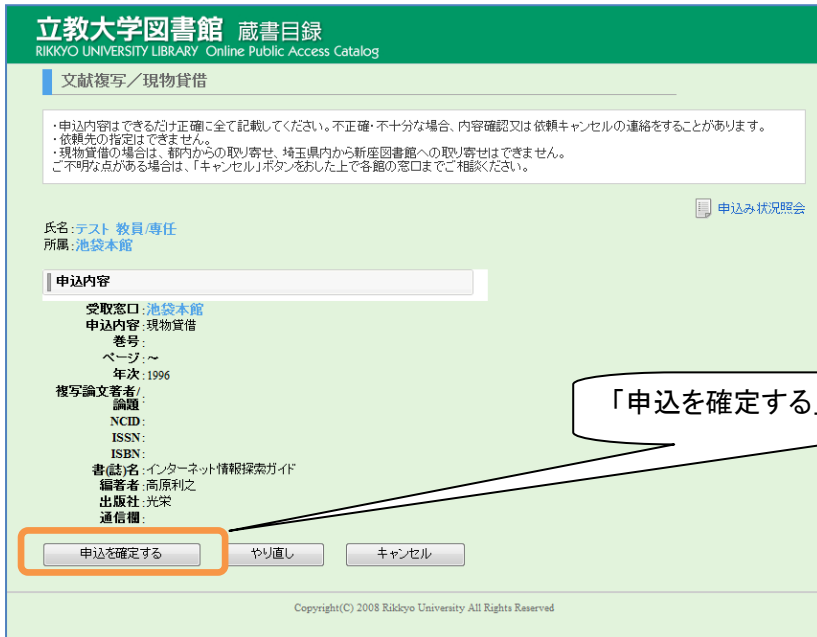 立教大学図書館 蔵書目録
RIKKYO UNIVERSITY LIBRARY Online Public Access Catalog
文献複写／現物貸借
・申込内容はできるだけ正確に全て記載してください。不正確・不十分な場合、内容確認又は依頼キャンセルの連絡をすることがあります。
・依頼先の指定はできません。
・現物貸借の場合は、都内からの取り寄せ、埼玉県内から新座図書館への取り寄せはできません。
ご不明な点がある場合は、「キャンセル」ボタンをおした上で各館の窓口までご相談ください。
申込み状況照会
氏名:テスト 教員/専任
所属:池袋本館
申込内容
受取窓口:池袋本館
申込内容:現物貸借
巻号:
ページ:～
年次:1996
複写論文著者/
論題:
NCID:
ISSN:
ISBN:
書(誌)名:インターネット情報探索ガイド
編著者:高原利之
出版社:光栄
通信欄:
「申込を確定する」
申込を確定する やり直し キャンセル
Copyright(C) 2008 Rikkyo University All Rights Reserved